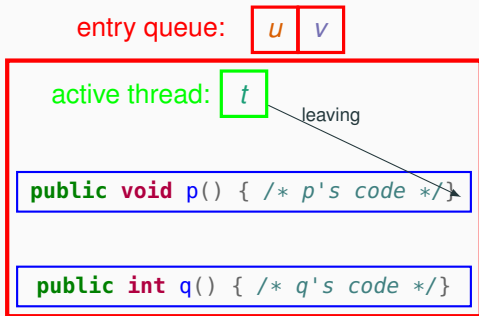 entry queue: u v
active thread: t
leaving
public void p() { /* p's code */}
public int q() { /* q's code */}